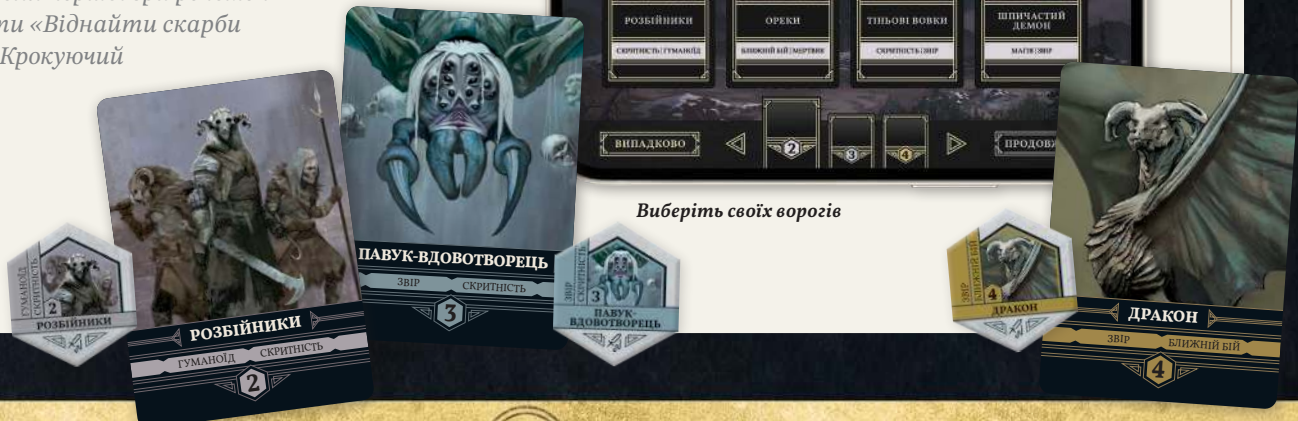 ти «Віднайти скарби
Крокуючий
РОЗБІЙНИКИ
СКРИТНІСТЬ ГУМАНОЇД
ОРЕКИ
БЛИЖНІЙ БІЙ МЕРТВИК
ТІНЬОВІ ВОВКИ
СКРИТНІСТЬ ЗВІР
ШПИЧАСТИЙ
ДЕМОН
МАГІЯ ЗВІР
ВИПАДКОВО
2
3
4
ПРОДОВ
Виберіть своїх ворогів
ГУМАНОЇД
СКРИТНІСТЬ
2
РОЗБІЙНИКИ
РОЗБІЙНИКИ
ГУМАНОЇД СКРИТНІСТЬ
2
ПАВУК-ВДОВОТВОРЕЦЬ
ЗВІР СКРИТНІСТЬ
3
ЗВІР
СКРИТНІСТЬ
3
ПАВУК-
ВДОВОТВОРЕЦЬ
ЗВІР
БЛИЖНІЙ БІЙ
4
ДРАКОН
ДРАКОН
ЗВІР БЛИЖНІЙ БІЙ
4